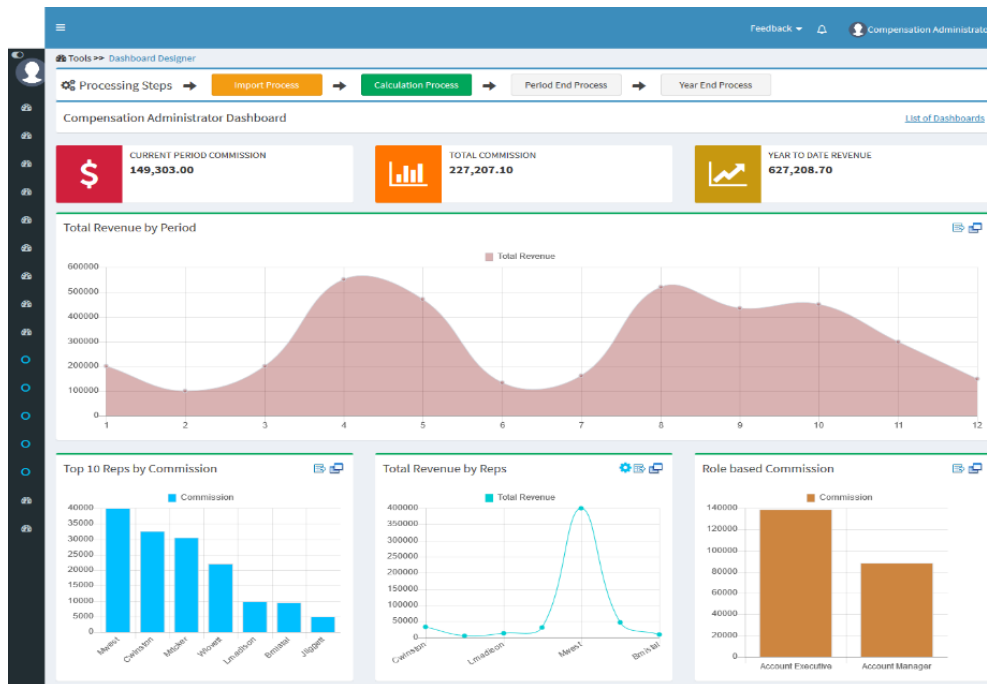 Feedback
Compensation Administrato
Tools >> Dashboard Designer
Processing Steps
Import Process
Calculation Process
Period End Process
Year End Process
Compensation Administrator Dashboard
List of Dashboards
$
CURRENT PERIOD COMMISSION
149,303.00
TOTAL COMMISSION
227,207.10
YEAR TO DATE REVENUE
627,208.70
Total Revenue by Period
Total Revenue
600000
500000
400000
300000
200000
100000
0
1 2 3 4 5 6 7 8 9 10 11 12
Top 10 Reps by Commission
Commission
40000
35000
30000
25000
20000
15000
10000
5000
0
Mwest Cwinston Lmadison Bmistal Jliggett
Total Revenue by Reps
Total Revenue
400000
350000
300000
250000
200000
150000
100000
50000
0
Cwinston Lmadison Mwest Bmistal
Role based Commission
Commission
140000
120000
100000
80000
60000
40000
20000
0
Account Executive Account Manager